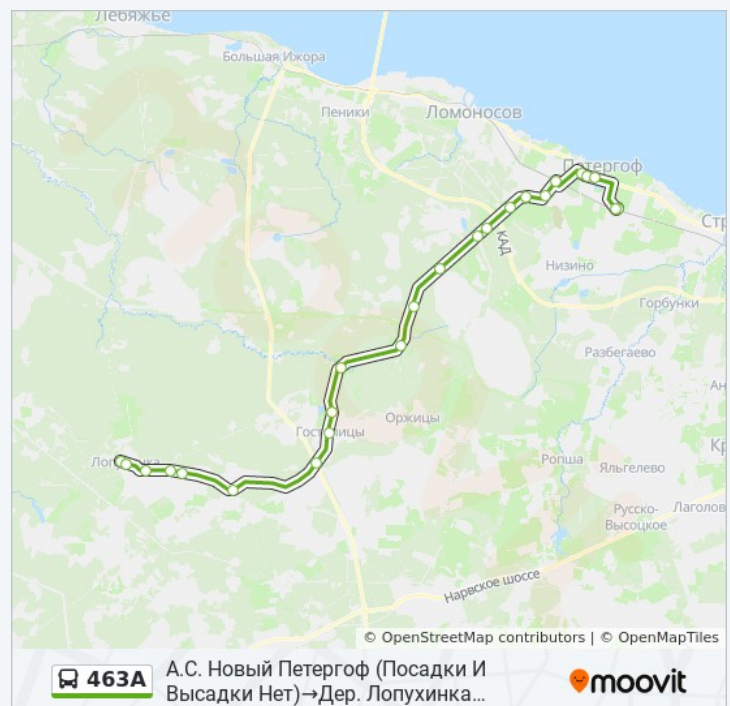 Лебяжье
Большая Ижора
Пеники
Ломоносов
Петергоф
Стр
КАД
Низино
Горбунки
Разбегаево
Ан
Оржицы
Гостилицы
Кр
Лопухинка
Ропша
Яльгелево
Русско-
Высоцкое
Лаголов
Нарвское шоссе
© OpenStreetMap contributors | © OpenMapTiles
463А
А.С. Новый Петергоф (Посадки И
Высадки Нет)→Дер. Лопухинка…
moovit